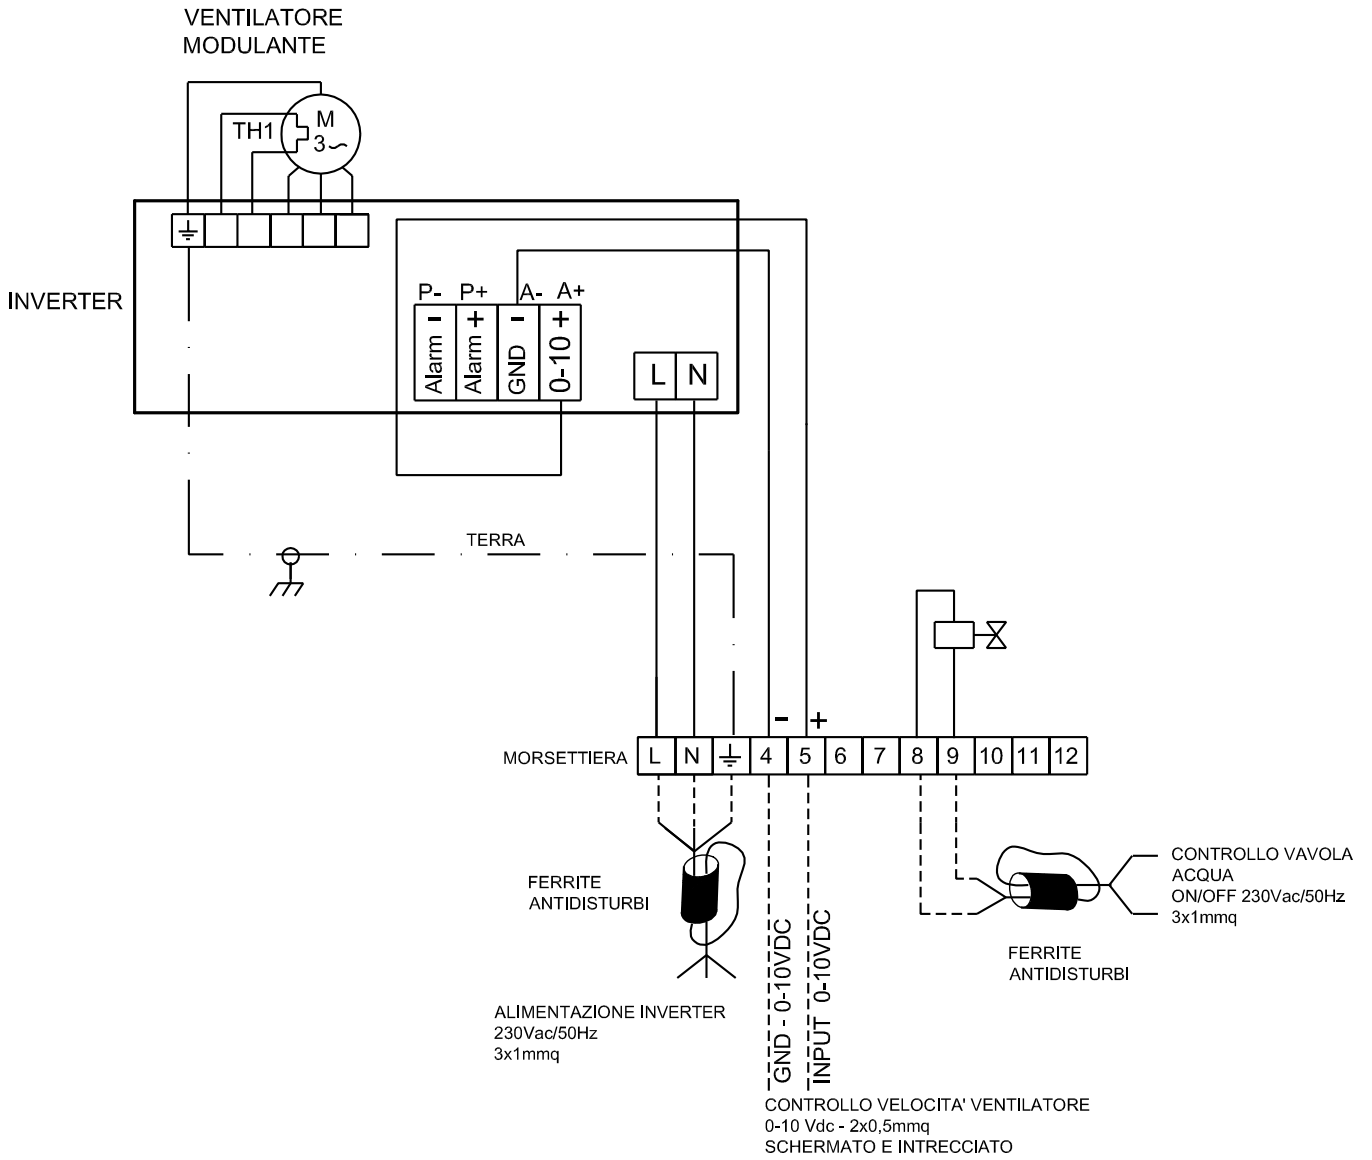 VENTILATORE
MODULANTE
TH1
M
3~
INVERTER
P- P+ A- A+
- + - +
Alarm
Alarm
GND
0-10
L N
TERRA
- +
MORSETTIERA L N 4 5 6 7 8 9 10 11 12
FERRITE
ANTIDISTURBI
ALIMENTAZIONE INVERTER
230Vac/50Hz
3x1mmq
GND - 0-10VDC
INPUT 0-10VDC
CONTROLLO VELOCITA' VENTILATORE
0-10 Vdc - 2x0,5mmq
SCHERMATO E INTRECCIATO
CONTROLLO VAVOLA
ACQUA
ON/OFF 230Vac/50Hz
3x1mmq
FERRITE
ANTIDISTURBI